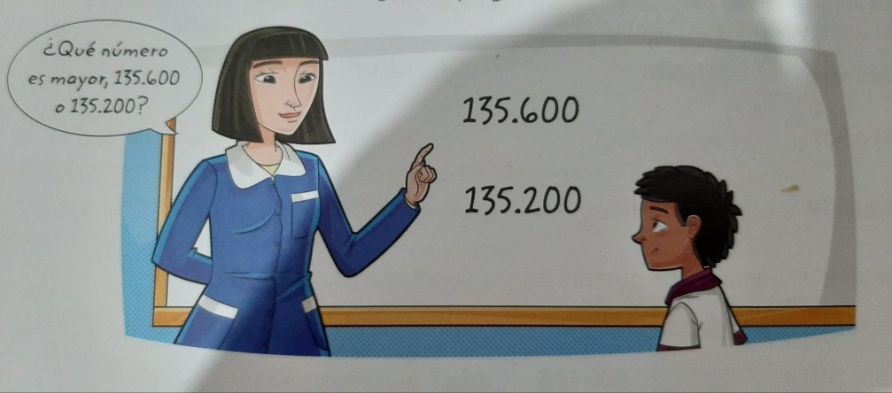 ¿Qué número
es mayor, 135.600
o 135.200?
135.600
135.200